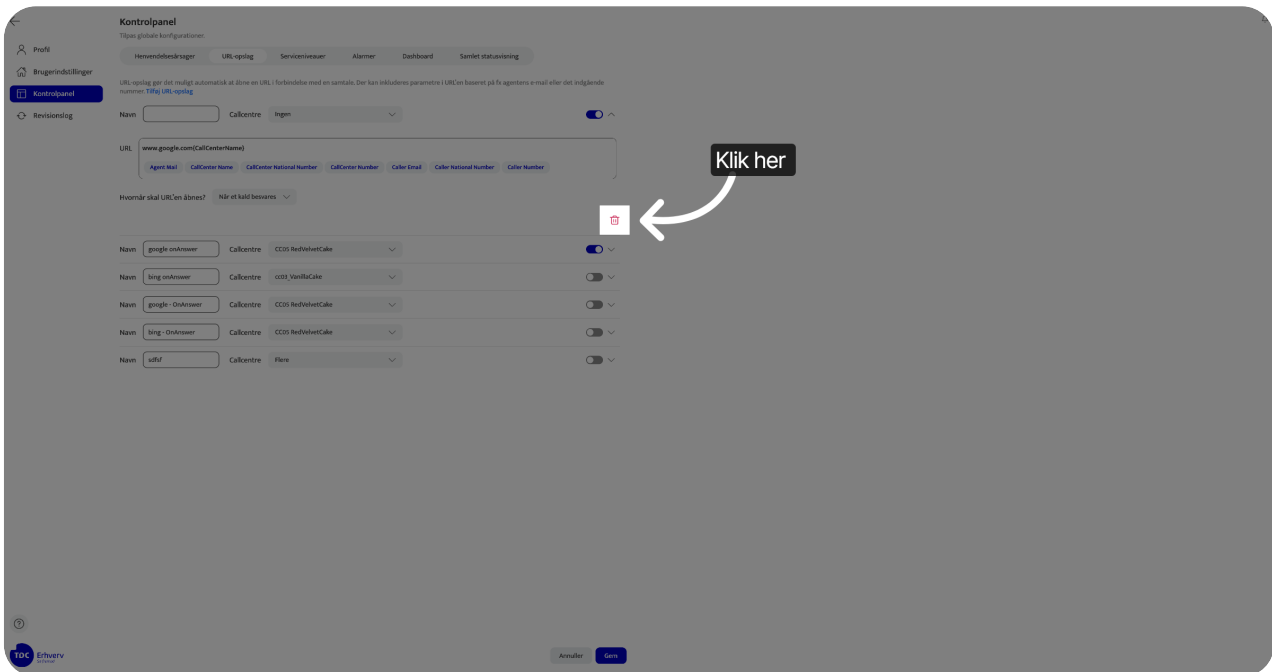 Kontrolpanel
Tilpas globale konfigurationer.
Profil
Brugerindstillinger
Kontrolpanel
Revisionslog
Henvendelsesårsager URL-opslag Serviceniveauer Alarmer Dashboard Samlet statusvisning
URL-opslag gør det muligt automatisk at åbne en URL i forbindelse med en samtale. Der kan inkluderes parametre i URL'en baseret på fx agentens e-mail eller det indgående
nummer. Tilføj URL-opslag
Navn Callcentre Ingen
URL www.google.com{CallCenterName}
Agent Mail CallCenter Name CallCenter National Number CallCenter Number Caller Email Caller National Number Caller Number
Klik her
Hvornår skal URL'en åbnes? Når et kald besvares
Navn google onAnswer Callcentre CC05 RedVelvetCake
Navn bing onAnswer Callcentre cc03_VanillaCake
Navn google - OnAnswer Callcentre CC05 RedVelvetCake
Navn bing - OnAnswer Callcentre CC05 RedVelvetCake
Navn sdfsf Callcentre Flere
TDC Erhverv
Annuller Gem